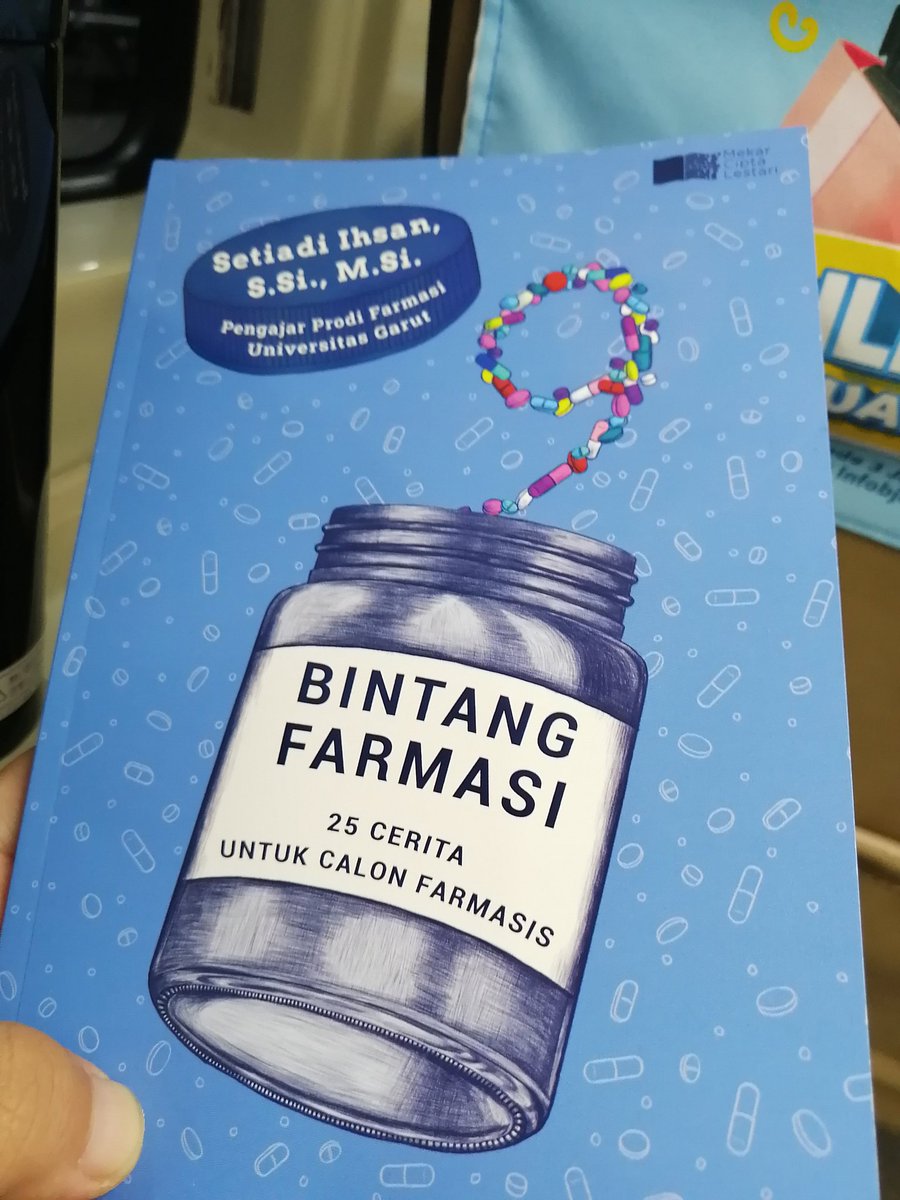 Mekar
Cipta
Lestari
Setiadi Ihsan,
S.Si., M.Si.
Pengajar Prodi Farmasi
Universitas Garut
BINTANG
FARMASI
25 CERITA
UNTUK CALON FARMASIS